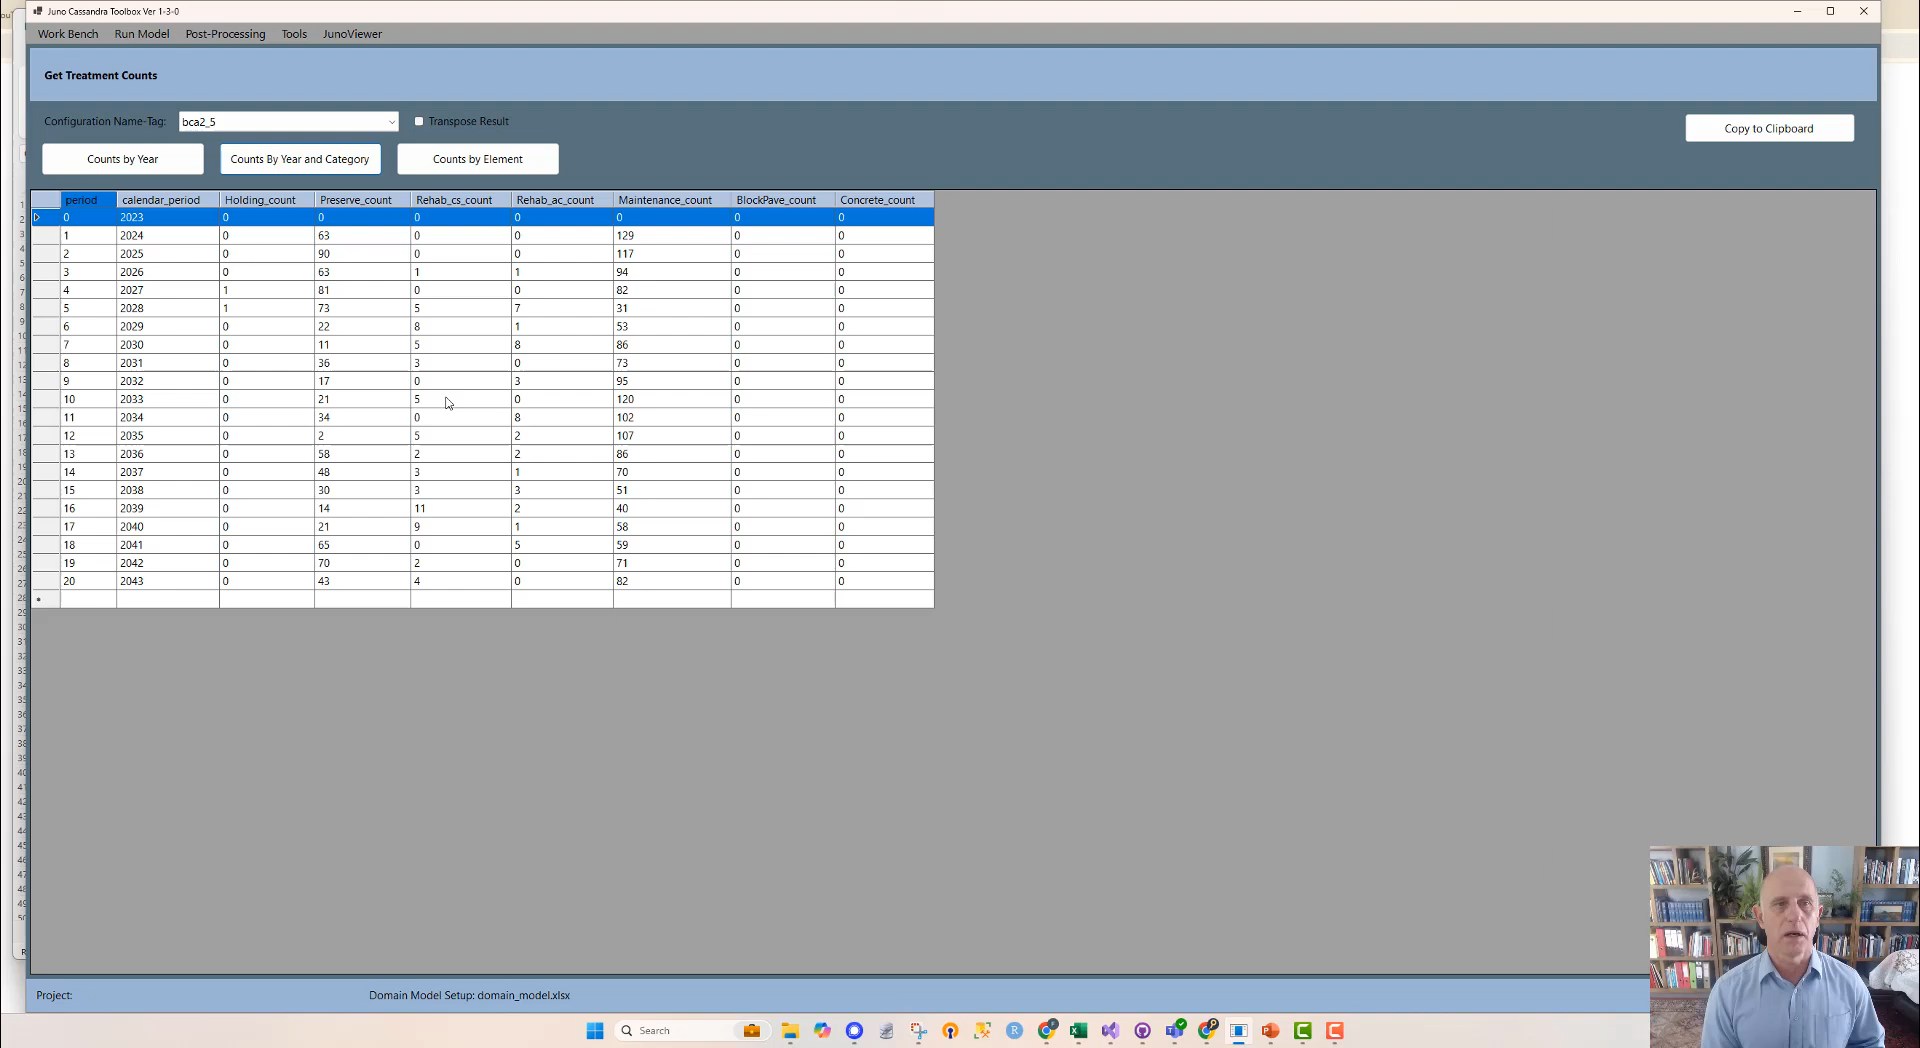 Juno Cassandra Toolbox Ver 1-3-0
Work Bench Run Model Post-Processing Tools JunoViewer
Get Treatment Counts
Configuration Name-Tag: bca2_5 Transpose Result
Copy to Clipboard
Counts by Year Counts By Year and Category Counts by Element
period calendar_period Holding_count Preserve_count Rehab_cs_count Rehab_ac_count Maintenance_count BlockPave_count Concrete_count
0 2023 0 0 0 0 0 0 0
1 2024 0 63 0 0 129 0 0
2 2025 0 90 0 0 117 0 0
3 2026 0 63 1 1 94 0 0
4 2027 1 81 0 0 82 0 0
5 2028 1 73 5 7 31 0 0
6 2029 0 22 8 1 53 0 0
7 2030 0 11 5 8 86 0 0
8 2031 0 36 3 0 73 0 0
9 2032 0 17 0 3 95 0 0
10 2033 0 21 5 0 120 0 0
11 2034 0 34 0 8 102 0 0
12 2035 0 2 5 2 107 0 0
13 2036 0 58 2 2 86 0 0
14 2037 0 48 3 1 70 0 0
15 2038 0 30 3 3 51 0 0
16 2039 0 14 11 2 40 0 0
17 2040 0 21 9 1 58 0 0
18 2041 0 65 0 5 59 0 0
19 2042 0 70 2 0 71 0 0
20 2043 0 43 4 0 82 0 0
Project: Domain Model Setup: domain_model.xlsx
Search